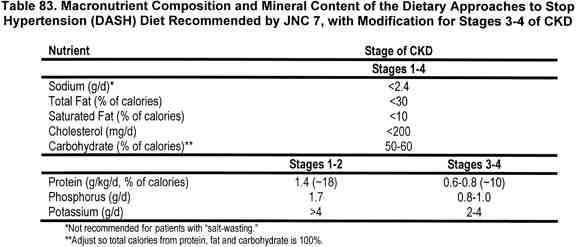 Table 83. Macronutrient Composition and Mineral Content of the Dietary Approaches to Stop
Hypertension (DASH) Diet Recommended by JNC 7, with Modification for Stages 3-4 of CKD
Nutrient Stage of CKD
Stages 1-4
Sodium (g/d)* <2.4
Total Fat (% of calories) <30
Saturated Fat (% of calories) <10
Cholesterol (mg/d) <200
Carbohydrate (% of calories)** 50-60
Stages 1-2 Stages 3-4
Protein (g/kg/d, % of calories) 1.4 (~18) 0.6-0.8 (~10)
Phosphorus (g/d) 1.7 0.8-1.0
Potassium (g/d) >4 2-4
*Not recommended for patients with "salt-wasting."
**Adjust so total calories from protein, fat and carbohydrate is 100%.